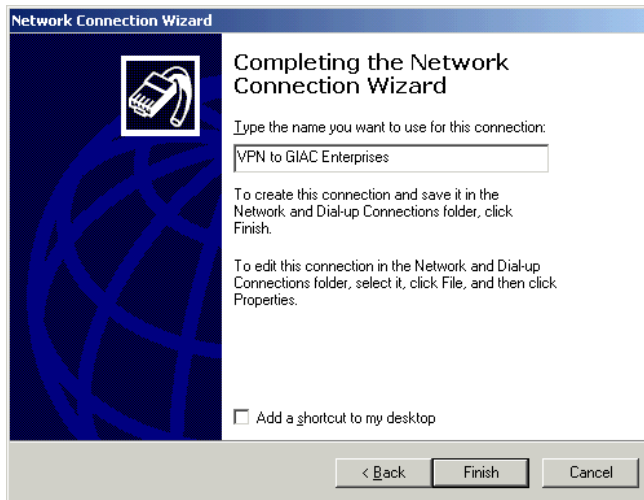 Network Connection Wizard
Completing the Network
Connection Wizard
Type the name you want to use for this connection:
VPN to GIAC Enterprises
To create this connection and save it in the
Network and Dial-up Connections folder, click
Finish.
To edit this connection in the Network and Dial-up
Connections folder, select it, click File, and then click
Properties.
Add a shortcut to my desktop
< Back
Finish
Cancel